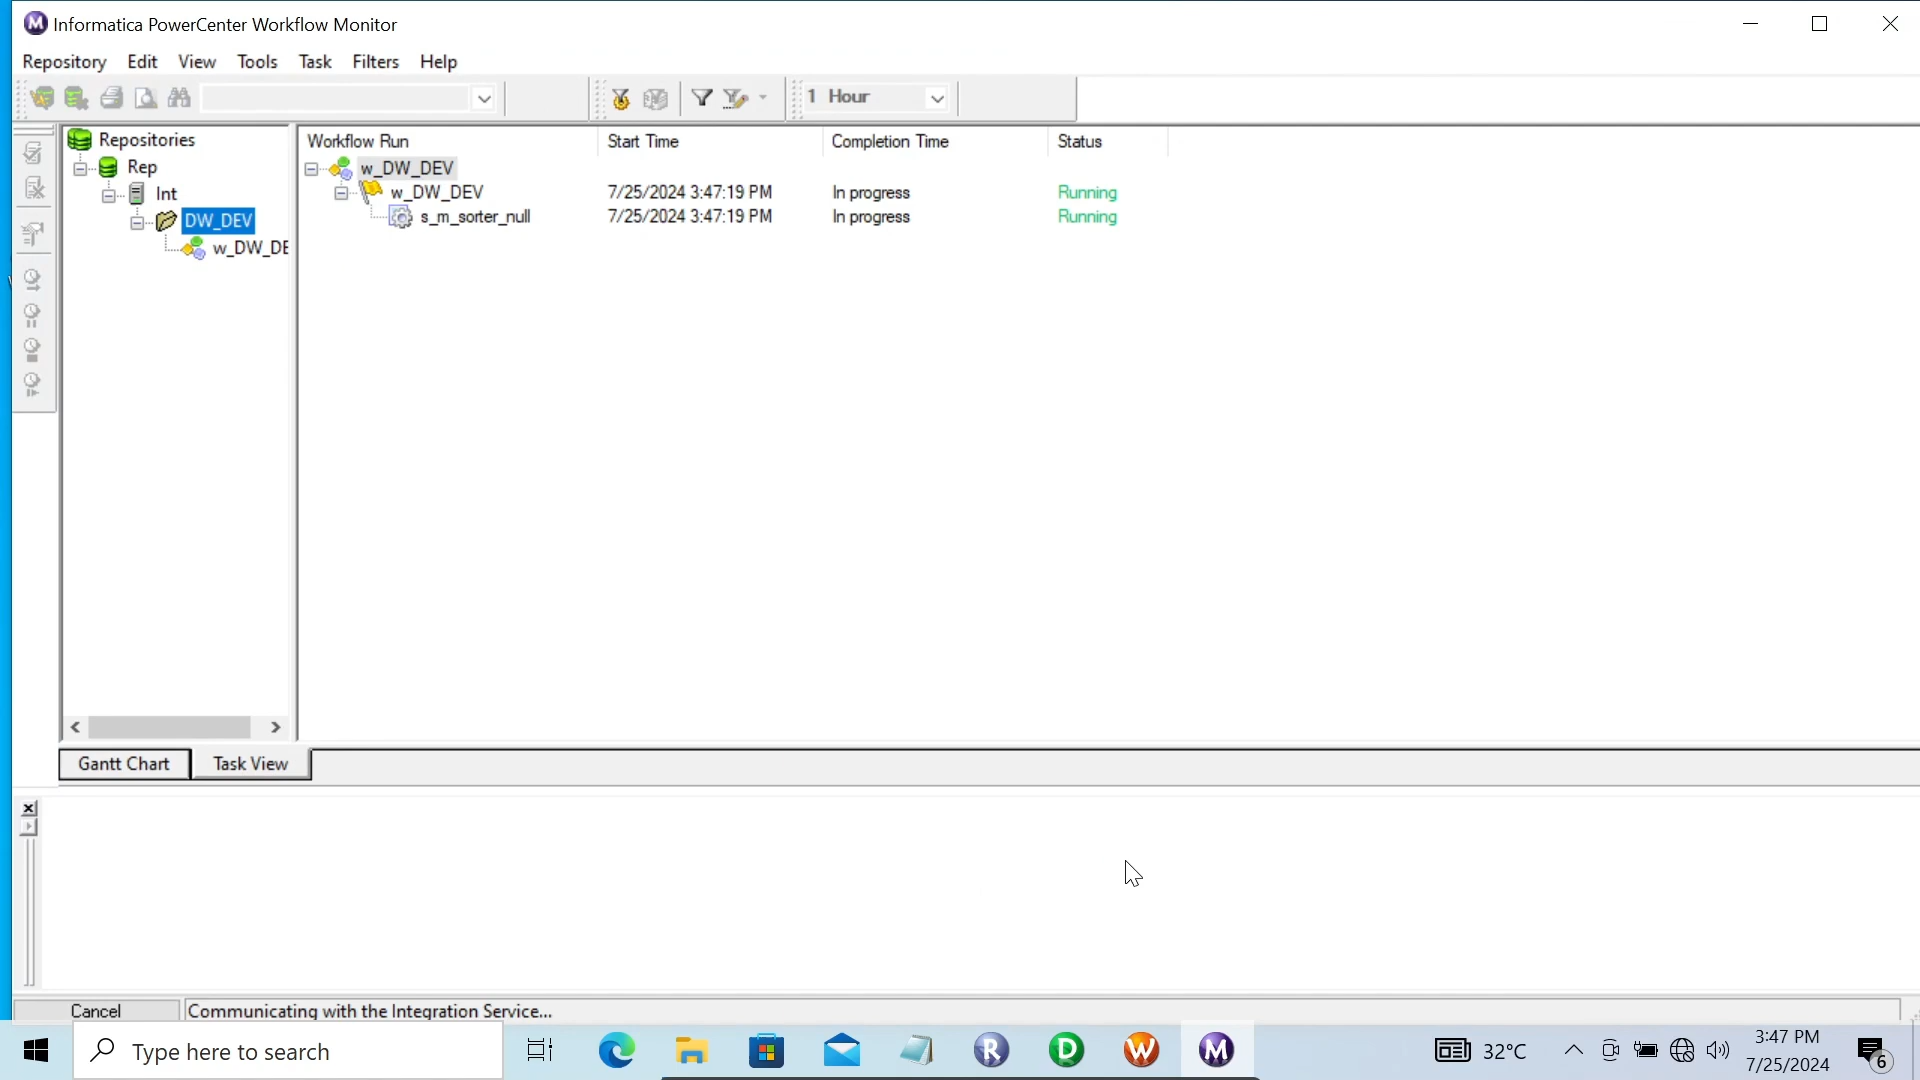 Informatica PowerCenter Workflow Monitor
Repository Edit View Tools Task Filters Help
1 Hour
Repositories
Rep
Int
DW_DEV
w_DW_DE
Workflow Run Start Time Completion Time Status
w_DW_DEV
w_DW_DEV 7/25/2024 3:47:19 PM In progress Running
s_m_sorter_null 7/25/2024 3:47:19 PM In progress Running
Gantt Chart Task View
Cancel Communicating with the Integration Service...
Type here to search
R D W M
32°C
3:47 PM
7/25/2024
6